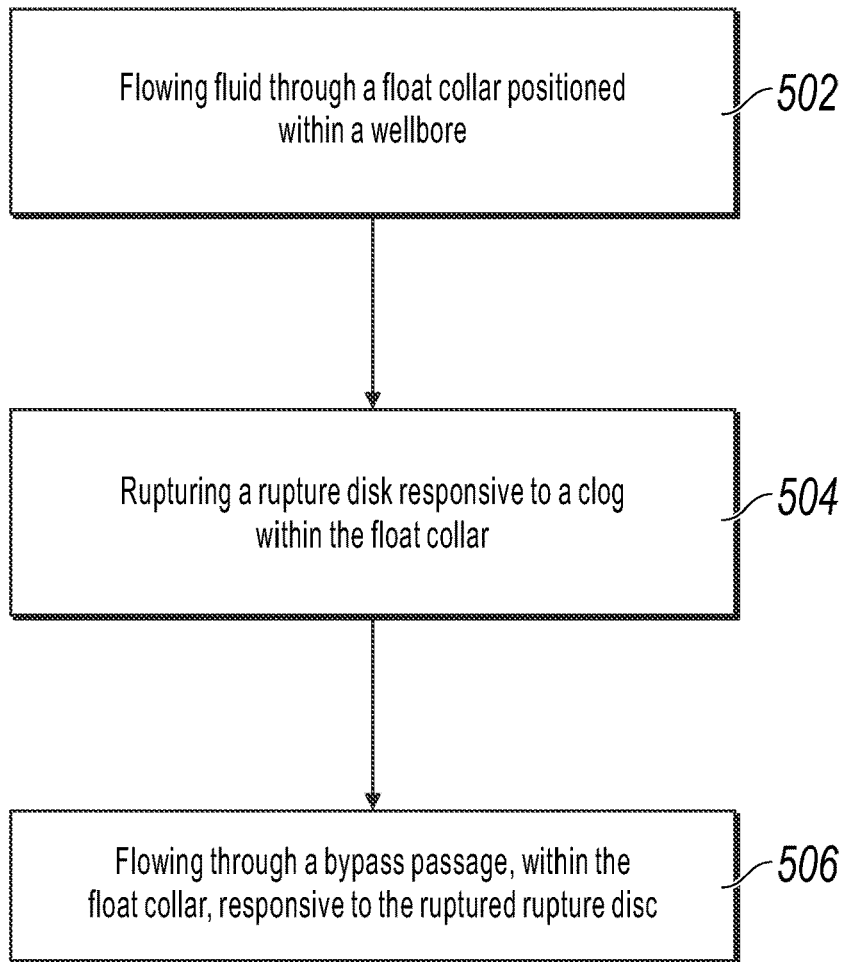 Flowing fluid through a float collar positioned
within a wellbore
502
Rupturing a rupture disk responsive to a clog
within the float collar
504
Flowing through a bypass passage, within the
float collar, responsive to the ruptured rupture disc
506